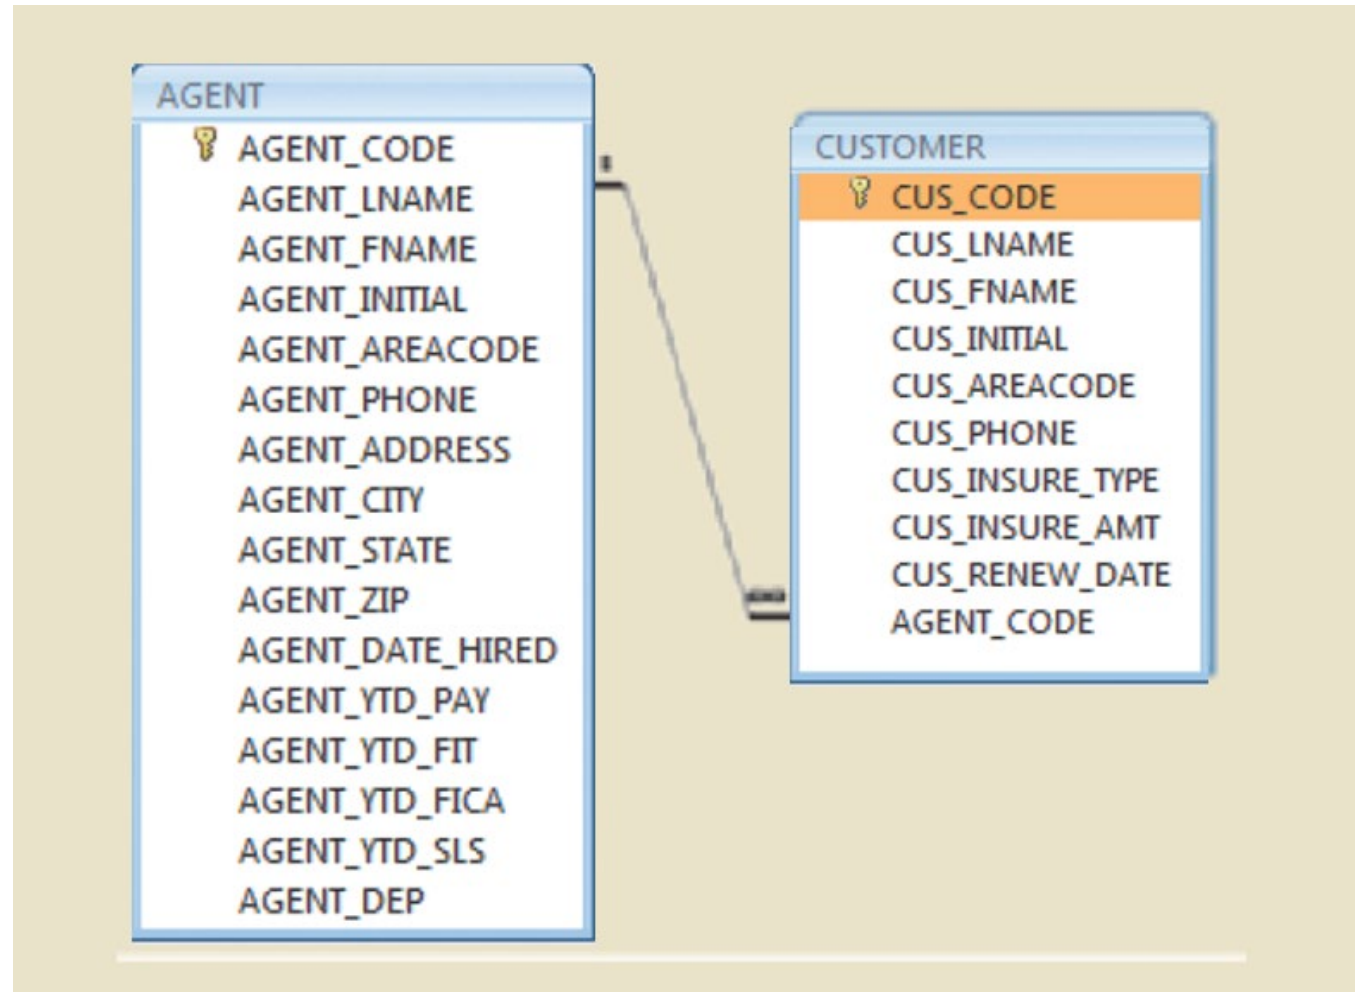 AGENT
AGENT_CODE
AGENT_LNAME
AGENT_FNAME
AGENT_INITIAL
AGENT_AREACODE
AGENT_PHONE
AGENT_ADDRESS
AGENT_CITY
AGENT_STATE
AGENT_ZIP
AGENT_DATE_HIRED
AGENT_YTD_PAY
AGENT_YTD_FIT
AGENT_YTD_FICA
AGENT_YTD_SLS
AGENT_DEP
1
∞
CUSTOMER
CUS_CODE
CUS_LNAME
CUS_FNAME
CUS_INITIAL
CUS_AREACODE
CUS_PHONE
CUS_INSURE_TYPE
CUS_INSURE_AMT
CUS_RENEW_DATE
AGENT_CODE